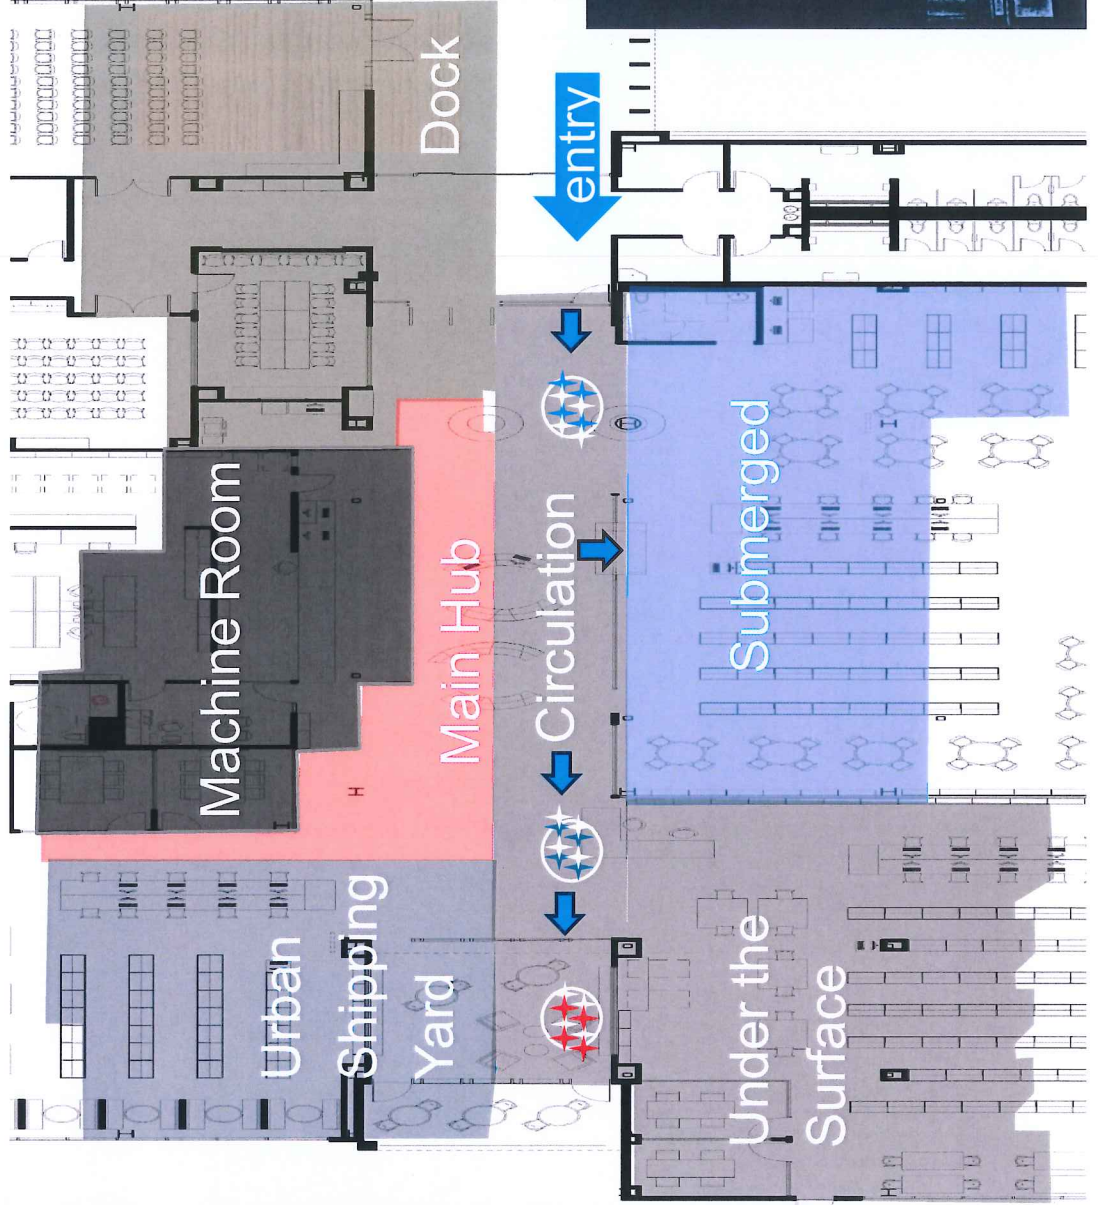 Dock
entry
Machine Room
Main Hub
Circulation
Submerged
Urban
Shipping
Yard
Under the
Surface